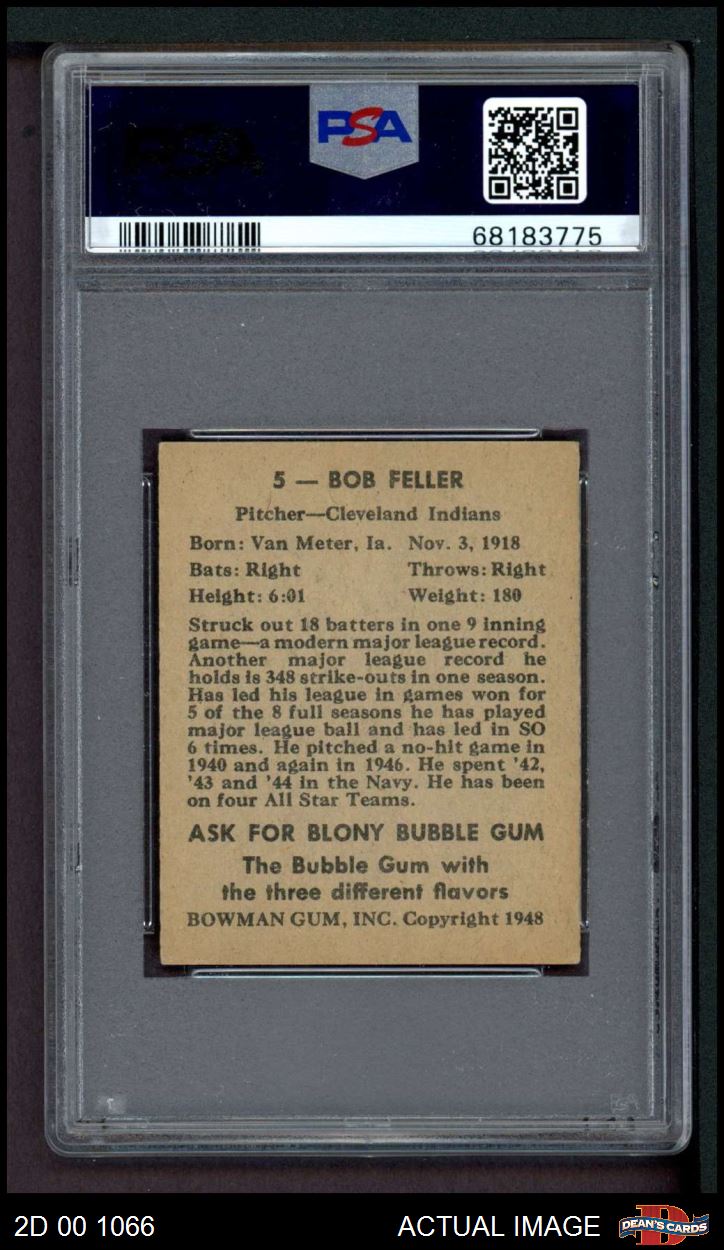 PSA
68183775
5 — BOB FELLER
Pitcher—Cleveland Indians
Born: Van Meter, Ia. Nov. 3, 1918
Bats: Right Throws: Right
Height: 6:01 Weight: 180
Struck out 18 batters in one 9 inning
game—a modern major league record.
Another major league record he
holds is 348 strike-outs in one season.
Has led his league in games won for
5 of the 8 full seasons he has played
major league ball and has led in SO
6 times. He pitched a no-hit game in
1940 and again in 1946. He spent '42,
'43 and '44 in the Navy. He has been
on four All Star Teams.
ASK FOR BLONY BUBBLE GUM
The Bubble Gum with
the three different flavors
BOWMAN GUM, INC. Copyright 1948
2D 00 1066 ACTUAL IMAGE DEAN'S CARDS